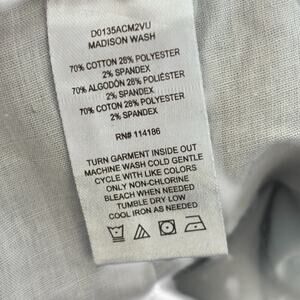 D0135ACM2VU
MADISON WASH
70% COTTON 28% POLYESTER
2% SPANDEX
70% ALGODÓN 28% POLIÉSTER
2% SPANDEX
70% COTON 28% POLYESTER
2% SPANDEX
RN# 114186
TURN GARMENT INSIDE OUT
MACHINE WASH COLD GENTLE
CYCLE WITH LIKE COLORS
ONLY NON-CHLORINE
BLEACH WHEN NEEDED
TUMBLE DRY LOW
COOL IRON AS NEEDED